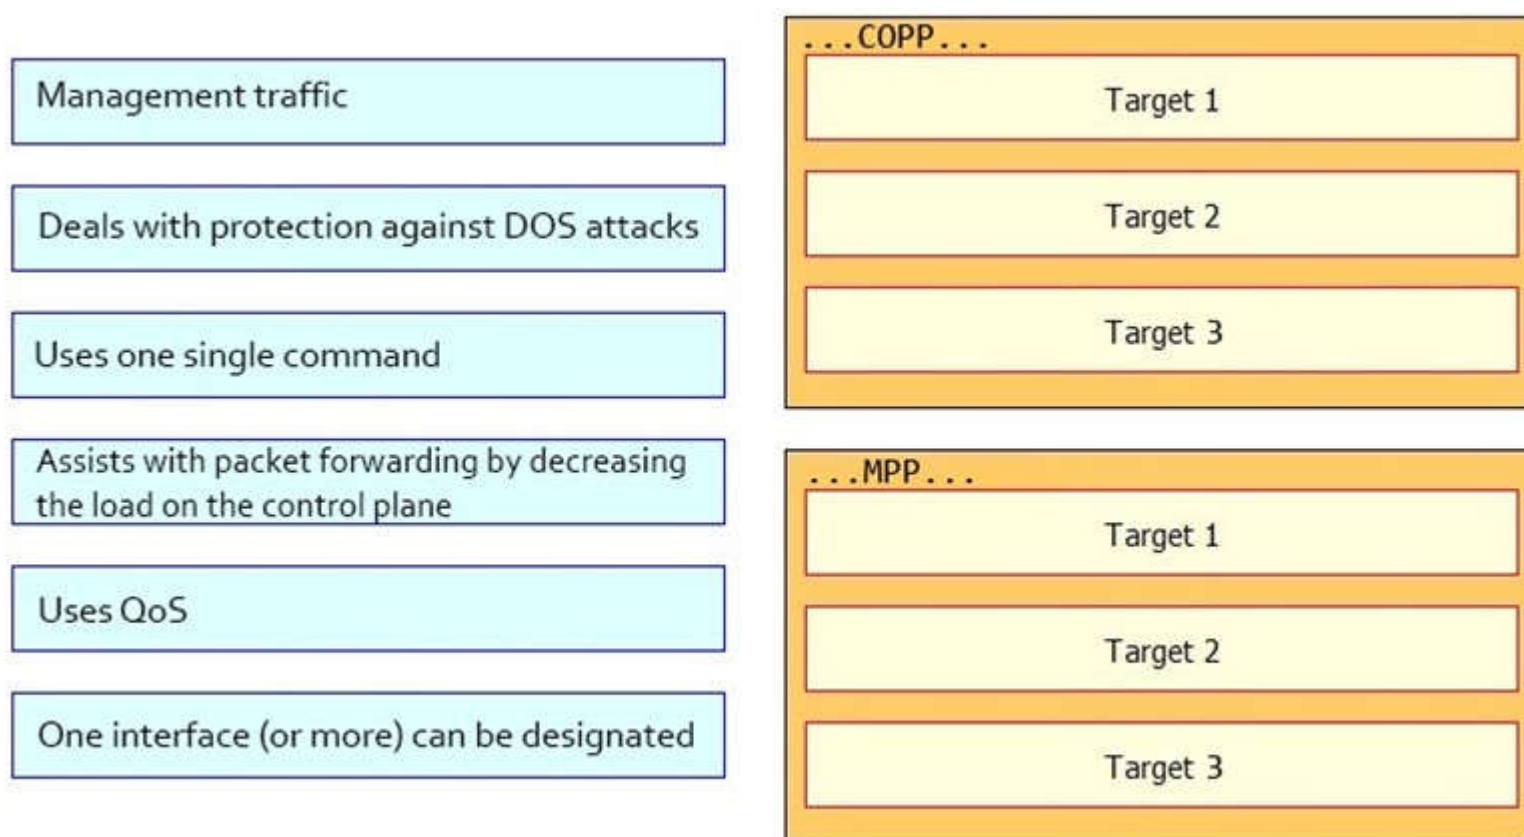 Management traffic
Deals with protection against DOS attacks
Uses one single command
Assists with packet forwarding by decreasing
the load on the control plane
Uses QoS
One interface (or more) can be designated
...COPP...
Target 1
Target 2
Target 3
...MPP...
Target 1
Target 2
Target 3